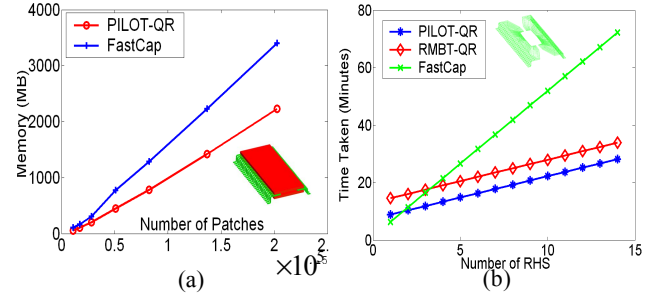 (a)
PILOT-QR
FastCap
Memory (MB)
4000
3000
2000
1000
0
0
0.5
1
1.5
2
2.
Number of Patches
×10
5
(a)
(b)
PILOT-QR
RMBT-QR
FastCap
Time Taken (Minutes)
80
60
40
20
0
0
5
10
15
Number of RHS
(b)